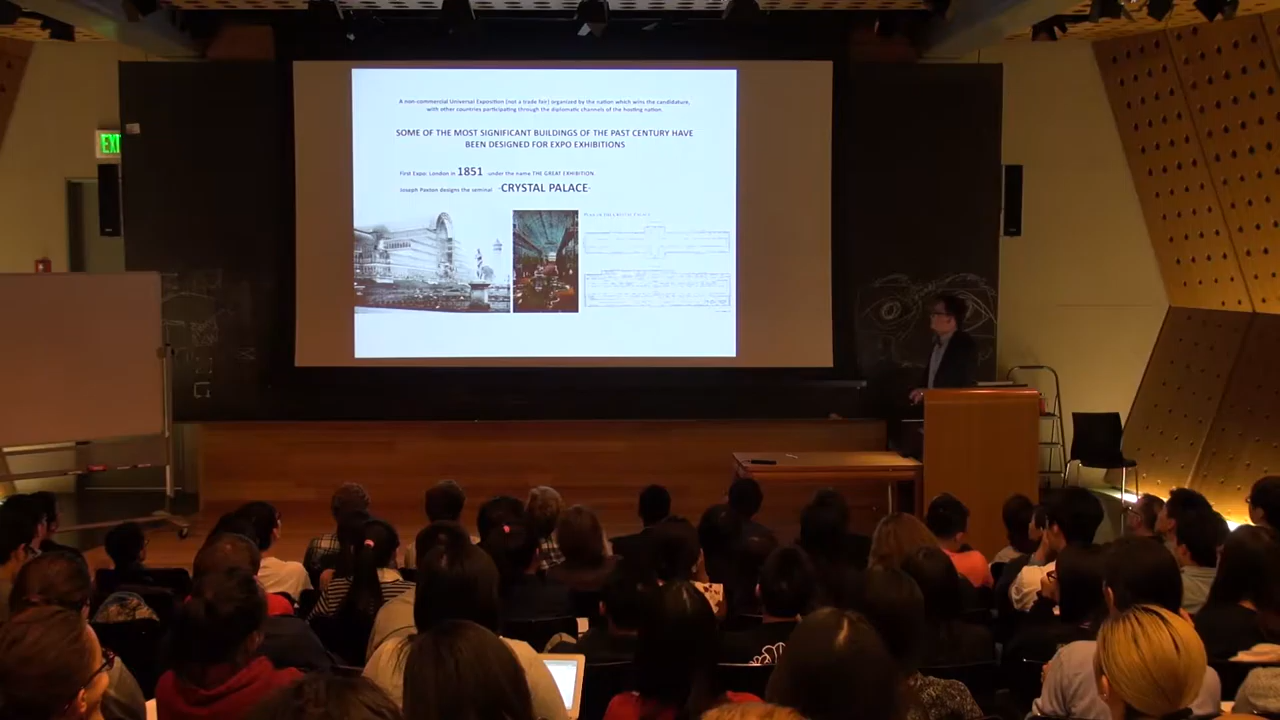 A non-commercial Universal Exposition (not a trade fair) organized by the nation which wins the candidature,
with other countries participating through the diplomatic channels of the hosting nation.
SOME OF THE MOST SIGNIFICANT BUILDINGS OF THE PAST CENTURY HAVE
BEEN DESIGNED FOR EXPO EXHIBITIONS
First Expo: London in 1851 under the name THE GREAT EXHIBITION.
Joseph Paxton designs the seminal -CRYSTAL PALACE-
EXI